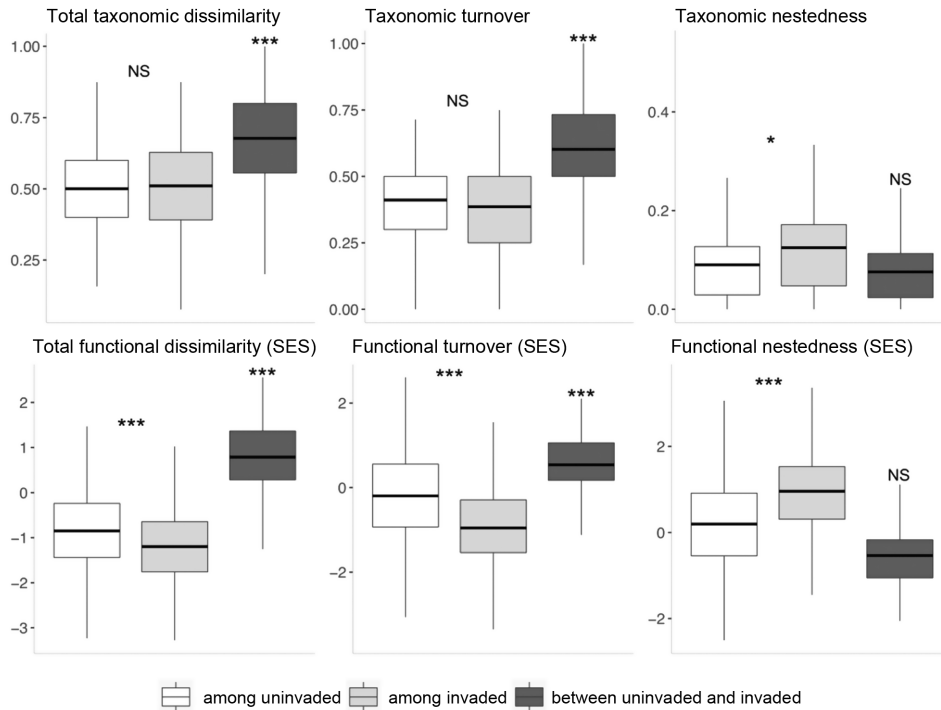 Total taxonomic dissimilarity
Taxonomic turnover
Taxonomic nestedness
1.00
0.75
0.50
0.25
NS
***
1.00
0.75
0.50
0.25
0.00
NS
***
0.4
0.2
0.0
*
NS
Total functional dissimilarity (SES)
Functional turnover (SES)
Functional nestedness (SES)
2
1
0
−1
−2
−3
***
***
2
0
−2
***
***
2
0
−2
***
NS
among uninvaded among invaded between uninvaded and invaded